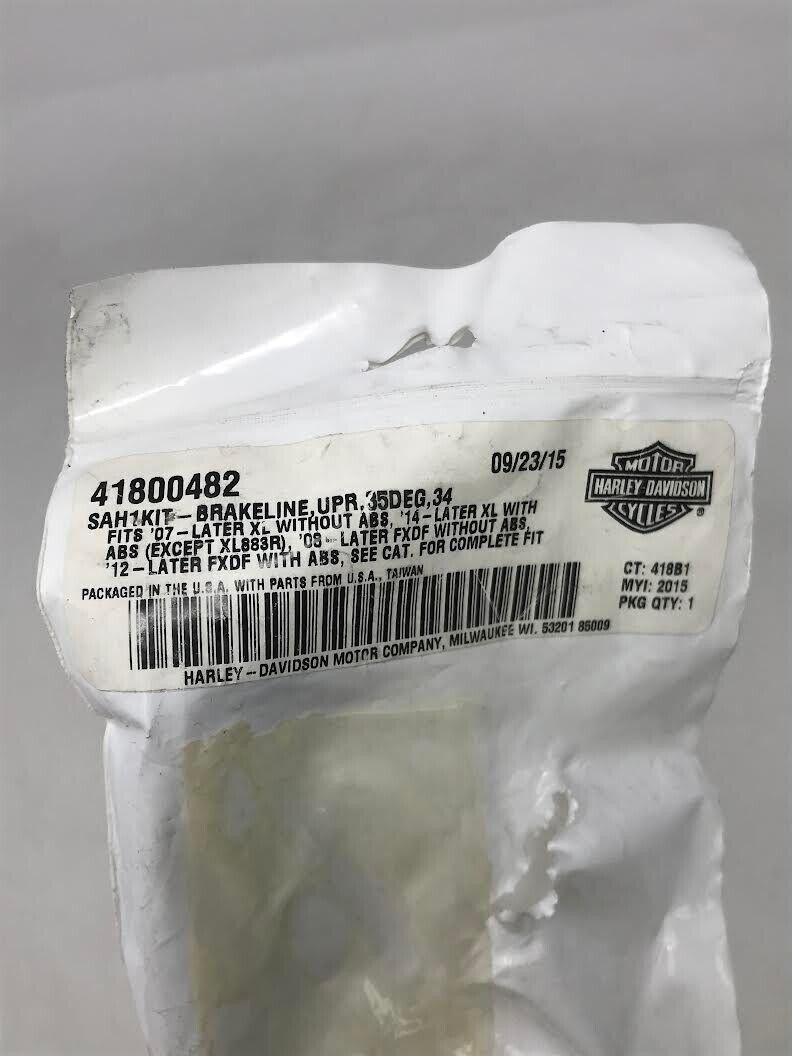 41800482
09/23/15
SAH1KIT-BRAKELINE,UPR,35DEG,34
FITS '07-LATER XL WITHOUT ABS, '14-LATER XL WITH
ABS (EXCEPT XL883R), '08-LATER FXDF WITHOUT ABS,
'12-LATER FXDF WITH ABS, SEE CAT. FOR COMPLETE FIT
PACKAGED IN THE U.S.A. WITH PARTS FROM U.S.A., TAIWAN
HARLEY-DAVIDSON MOTOR COMPANY, MILWAUKEE WI. 53201 85009
MOTOR
HARLEY-DAVIDSON
CYCLES
®
CT: 418B1
MYI: 2015
PKG QTY: 1